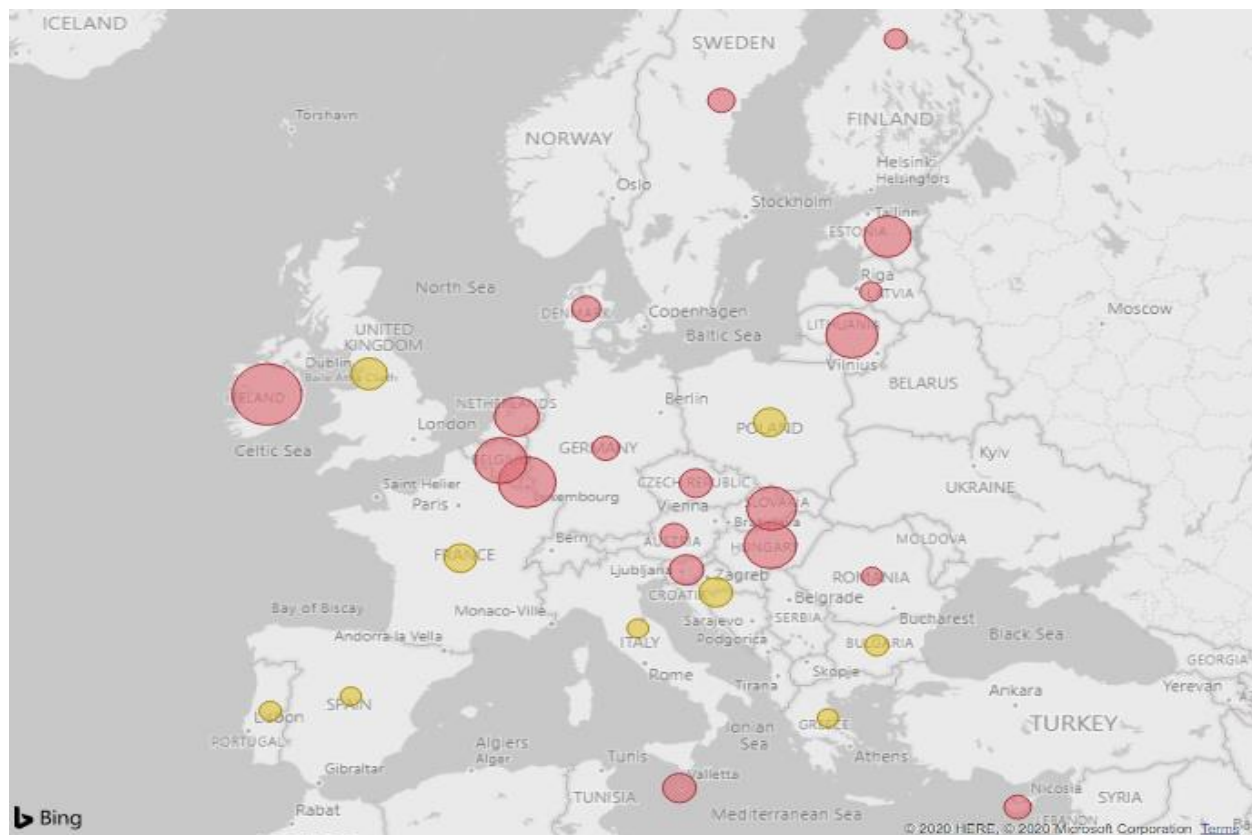 ICELAND
SWEDEN
Tórshavn
NORWAY
FINLAND
Helsinki
Helsingfors
Oslo
Stockholm
Tallinn
ESTONIA
North Sea
Riga
LATVIA
Moscow
DENMARK
Copenhagen
Baltic Sea
LITHUANIA
UNITED
KINGDOM
Dublin
Vilnius
BELARUS
IRELAND
NETHERLANDS
Berlin
London
POLAND
Celtic Sea
GERMANY
Kyiv
Saint Helier
CZECH REPUBLIC
UKRAINE
Paris
Luxembourg
Vienna
Bern
AUSTRIA
HUNGARY
MOLDOVA
FRANCE
Ljubljana
Zagreb
ROMANIA
Belgrade
Bay of Biscay
Monaco-Ville
SERBIA
Bucharest
Sarajevo
Andorra la Vella
ITALY
Podgorica
BULGARIA
Black Sea
GEORGIA
Rome
Skopje
Tirana
Ankara
Yerevan
SPAIN
Lisbon
PORTUGAL
GREECE
TURKEY
Ionian
Sea
Athens
Algiers
Alger
Tunis
Gibraltar
Valletta
Nicosia
TUNISIA
SYRIA
Rabat
Mediterranean Sea
LEBANON
Bing
© 2020 HERE, © 2020 Microsoft Corporation Terms